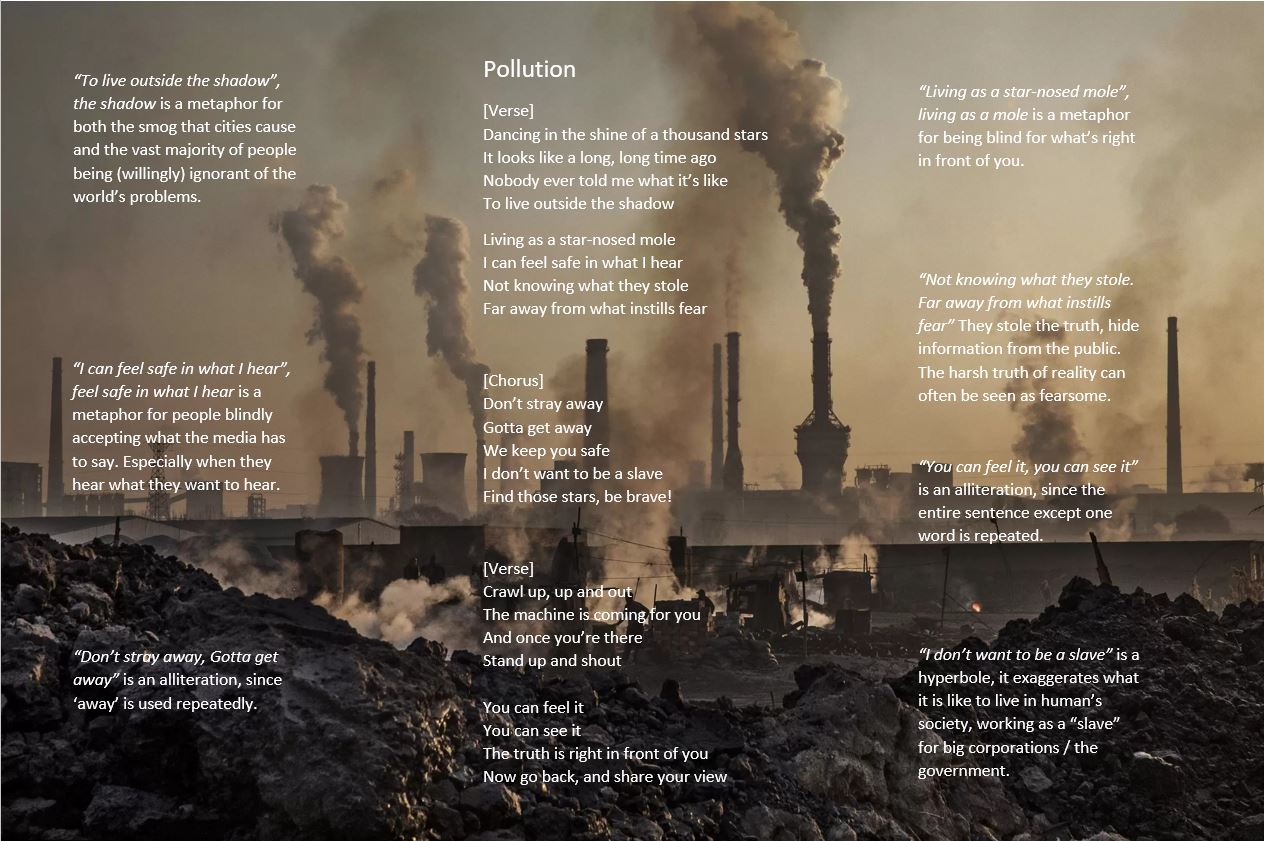 “To live outside the shadow”,
the shadow is a metaphor for
both the smog that cities cause
and the vast majority of people
being (willingly) ignorant of the
world’s problems.
“I can feel safe in what I hear”,
feel safe in what I hear is a
metaphor for people blindly
accepting what the media has
to say. Especially when they
hear what they want to hear.
“Don’t stray away, Gotta get
away” is an alliteration, since
‘away’ is used repeatedly.
Pollution
[Verse]
Dancing in the shine of a thousand stars
It looks like a long, long time ago
Nobody ever told me what it’s like
To live outside the shadow
Living as a star-nosed mole
I can feel safe in what I hear
Not knowing what they stole
Far away from what instills fear
[Chorus]
Don’t stray away
Gotta get away
We keep you safe
I don’t want to be a slave
Find those stars, be brave!
[Verse]
Crawl up, up and out
The machine is coming for you
And once you’re there
Stand up and shout
You can feel it
You can see it
The truth is right in front of you
Now go back, and share your view
“Living as a star-nosed mole”,
living as a mole is a metaphor
for being blind for what’s right
in front of you.
“Not knowing what they stole.
Far away from what instills
fear” They stole the truth, hide
information from the public.
The harsh truth of reality can
often be seen as fearsome.
“You can feel it, you can see it”
is an alliteration, since the
entire sentence except one
word is repeated.
“I don’t want to be a slave” is a
hyperbole, it exaggerates what
it is like to live in human’s
society, working as a “slave”
for big corporations / the
government.